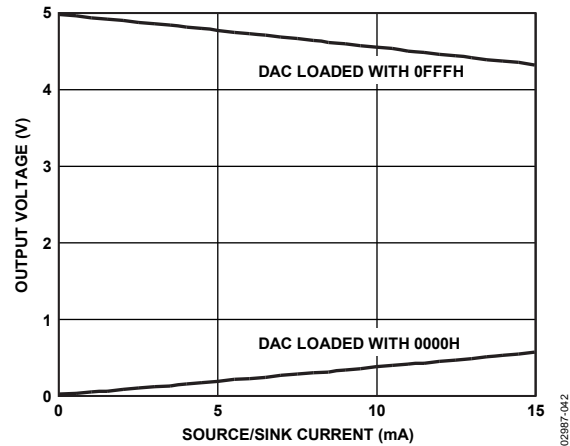 5
4
3
2
1
0
OUTPUT VOLTAGE (V)
DAC LOADED WITH 0FFFH
DAC LOADED WITH 0000H
0 5 10 15
SOURCE/SINK CURRENT (mA)
02987-042